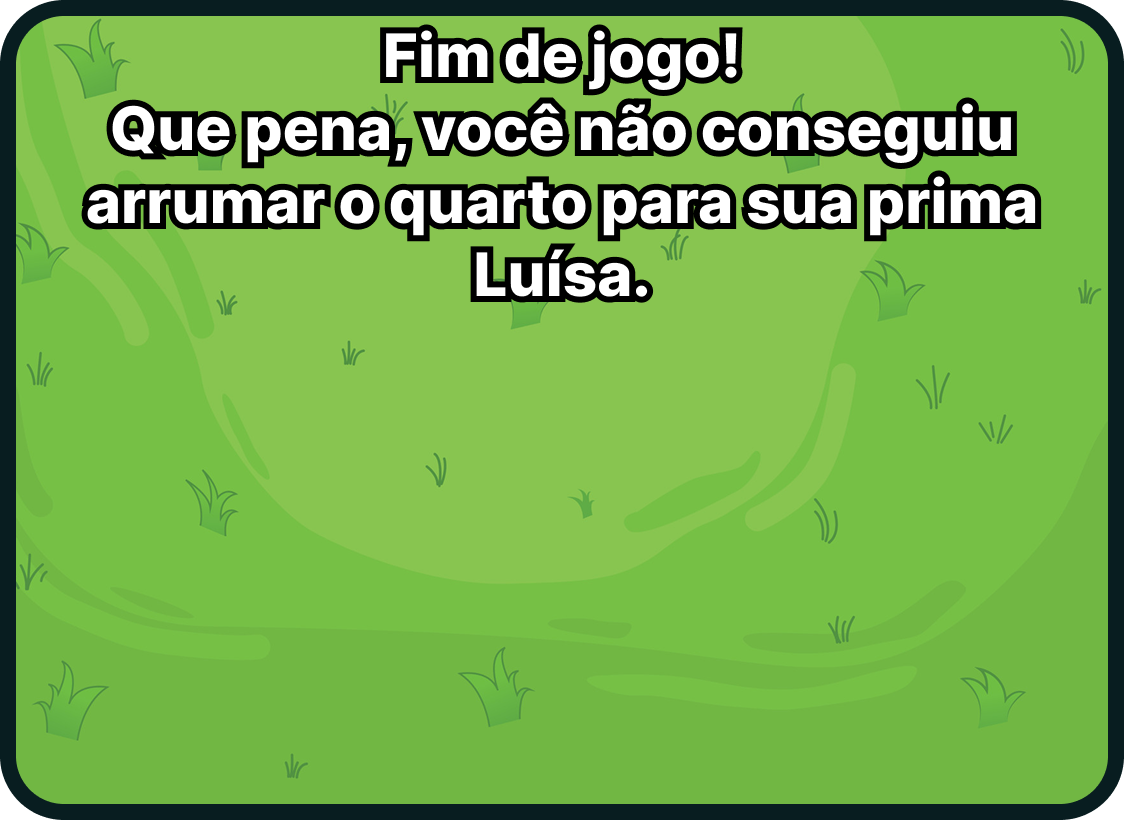 Fim de jogo!
Que pena, você não conseguiu
arrumar o quarto para sua prima
Luísa.